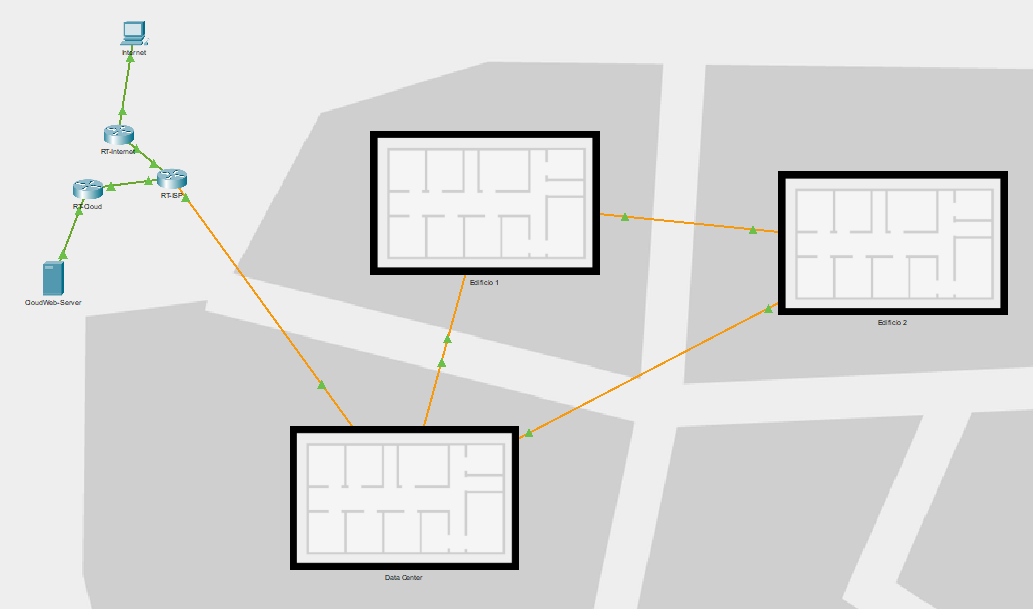 Internet
RT-Internet
RT-ISP
RT-Cloud
CloudWeb-Server
Edificio 1
Edificio 2
Data Center